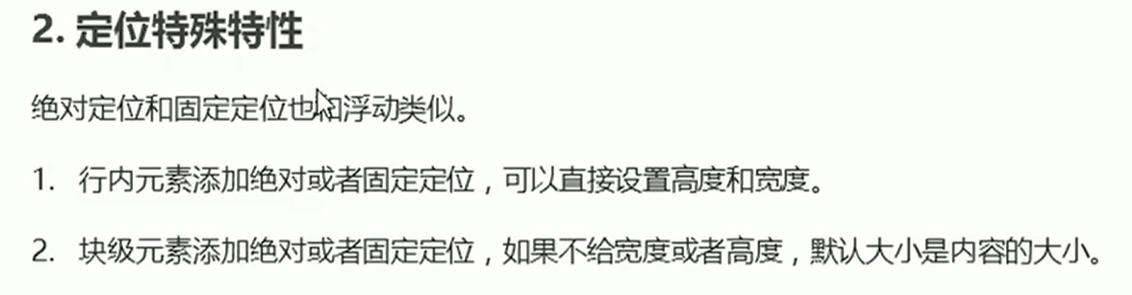 2. 定位特殊特性
绝对定位和固定定位也和浮动类似。
1. 行内元素添加绝对或者固定定位，可以直接设置高度和宽度。
2. 块级元素添加绝对或者固定定位，如果不给宽度或者高度，默认大小是内容的大小。